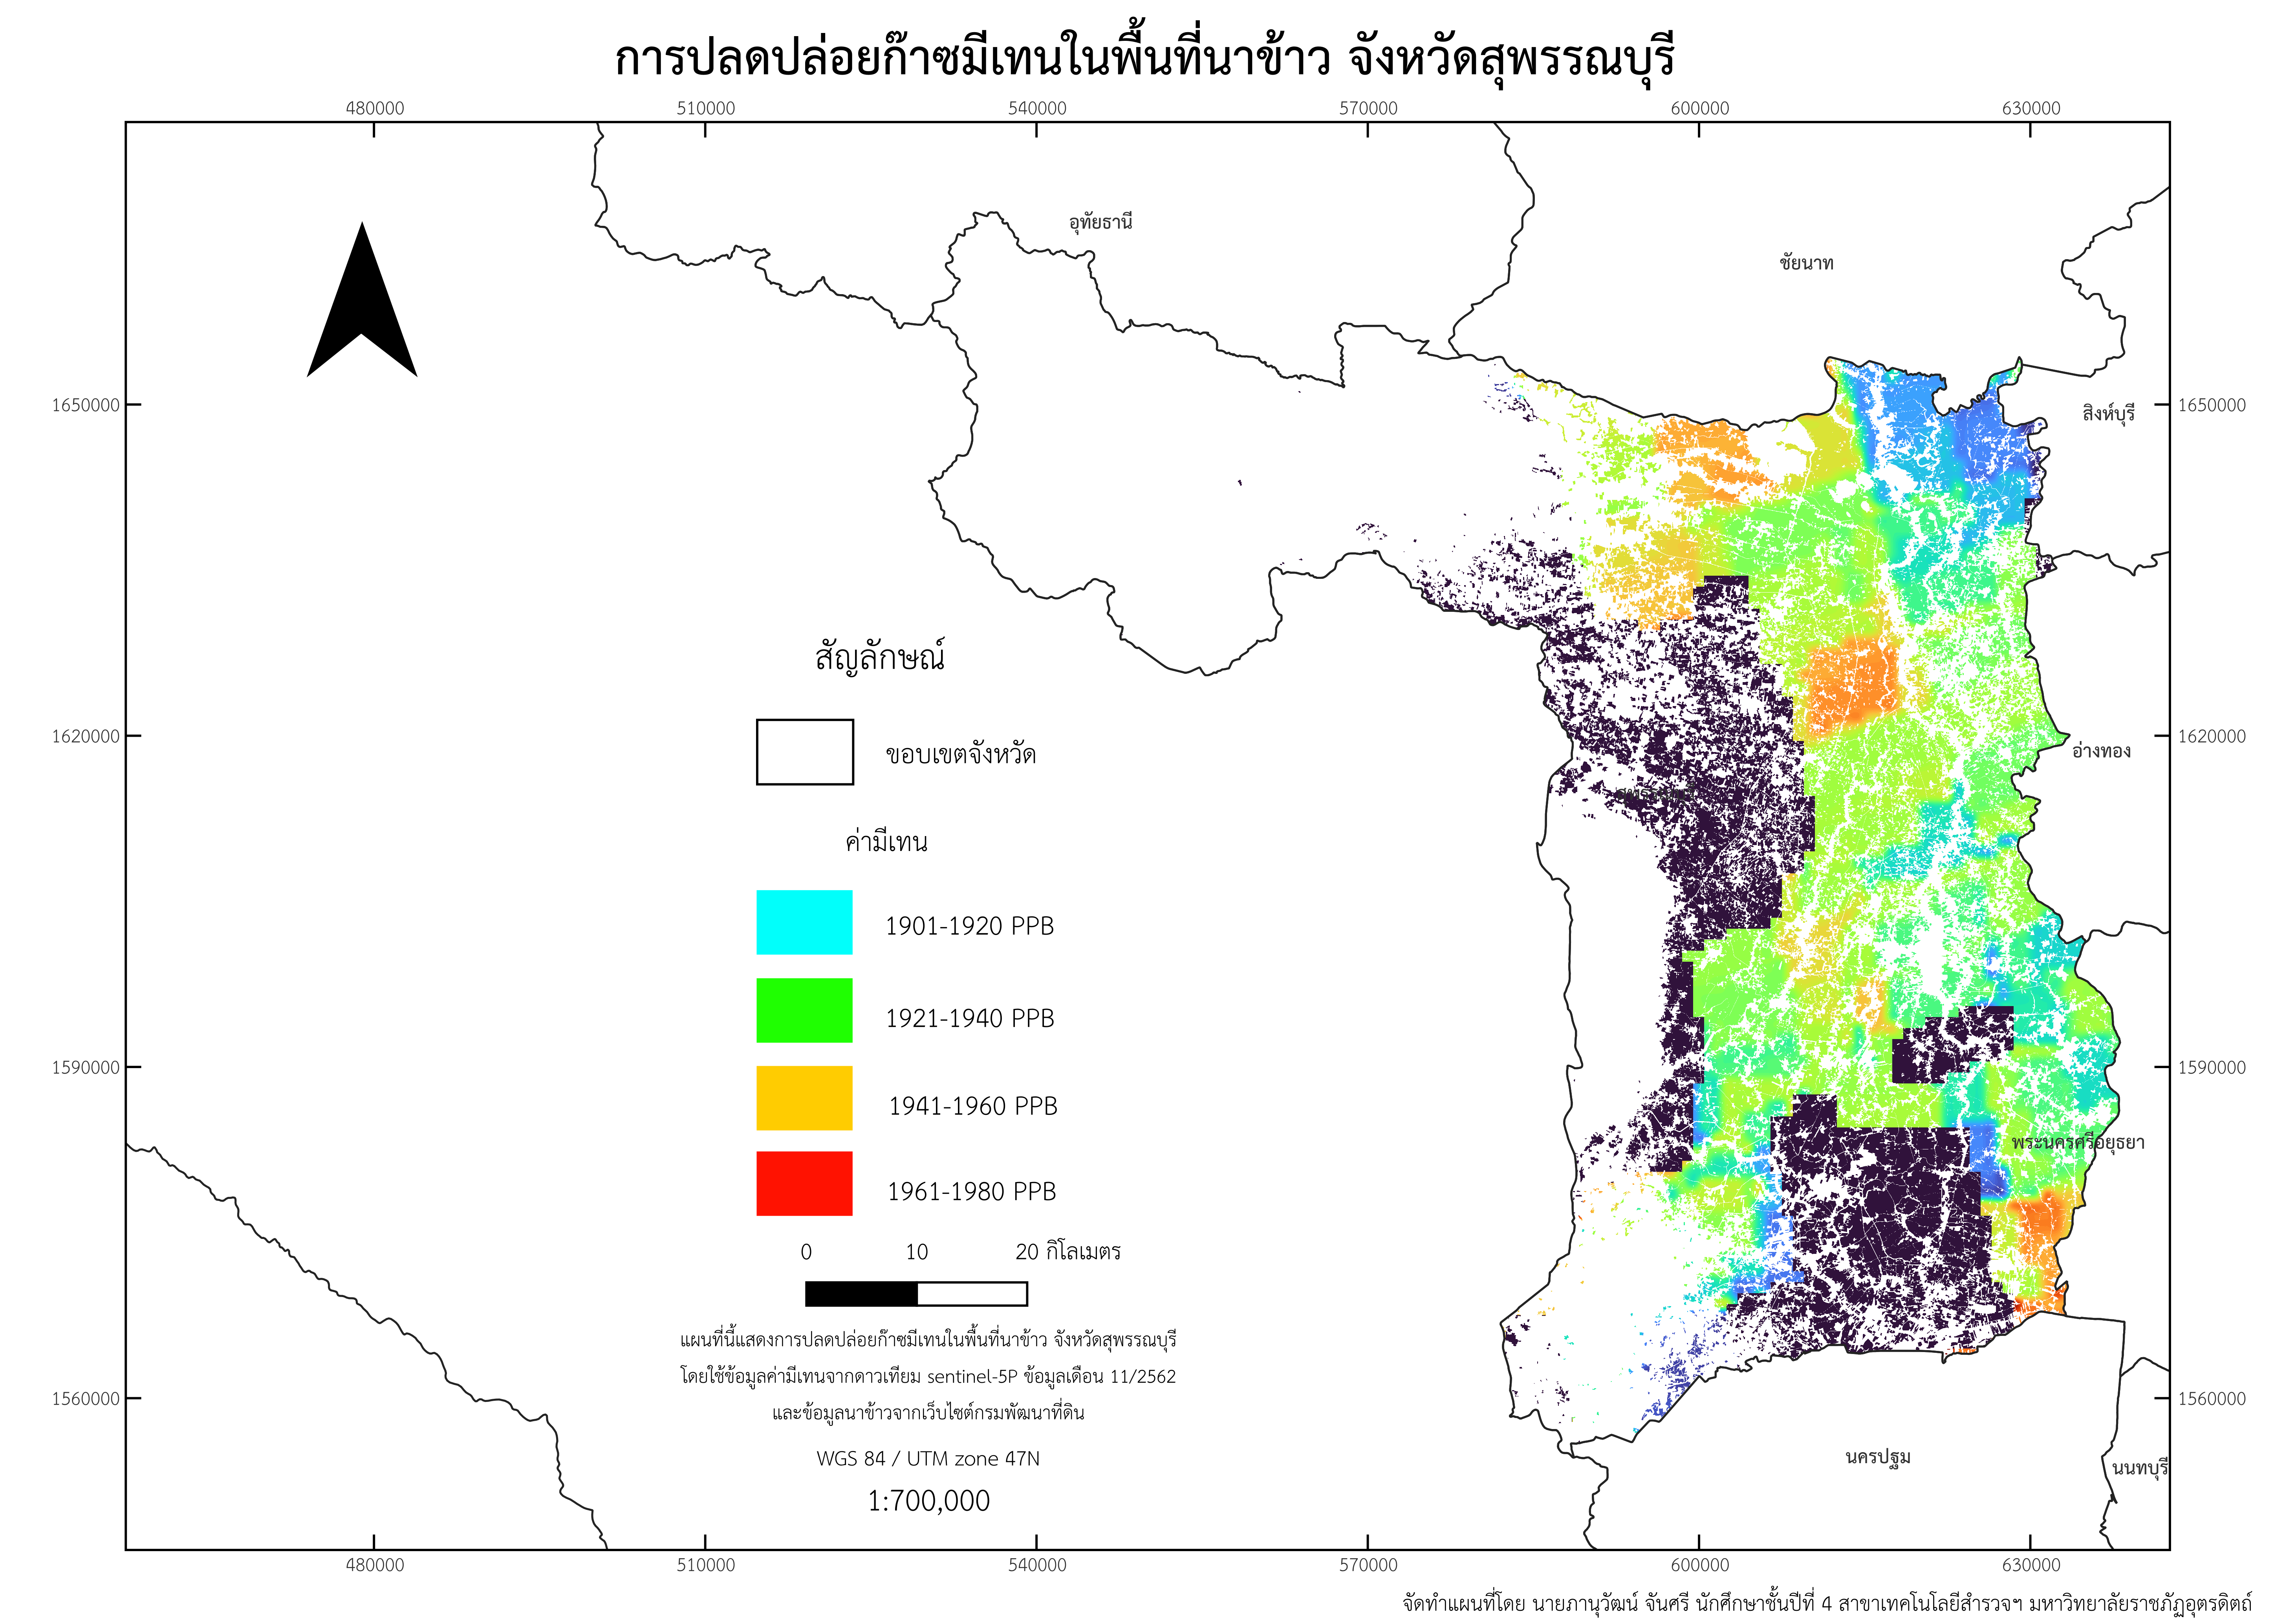 การปลดปล่อยก๊าซมีเทนในพื้นที่นาข้าว จังหวัดสุพรรณบุรี
480000 510000 540000 570000 600000 630000
อุทัยธานี
ชัยนาท
1650000 1650000
สิงห์บุรี
สัญลักษณ์
1620000 1620000
ขอบเขตจังหวัด
อ่างทอง
ค่ามีเทน
1901-1920 PPB
1921-1940 PPB
1590000 1590000
1941-1960 PPB
พระนครศรีอยุธยา
1961-1980 PPB
0 10 20 กิโลเมตร
แผนที่นี้แสดงการปลดปล่อยก๊าซมีเทนในพื้นที่นาข้าว จังหวัดสุพรรณบุรี
โดยใช้ข้อมูลค่ามีเทนจากดาวเทียม sentinel-5P ข้อมูลเดือน 11/2562
1560000 1560000
และข้อมูลนาข้าวจากเว็บไซต์กรมพัฒนาที่ดิน
WGS 84 / UTM zone 47N
นครปฐม
นนทบุรี
1:700,000
480000 510000 540000 570000 600000 630000
จัดทำแผนที่โดย นายภานุวัฒน์ จันศรี นักศึกษาชั้นปีที่ 4 สาขาเทคโนโลยีสำรวจฯ มหาวิทยาลัยราชภัฏอุตรดิตถ์